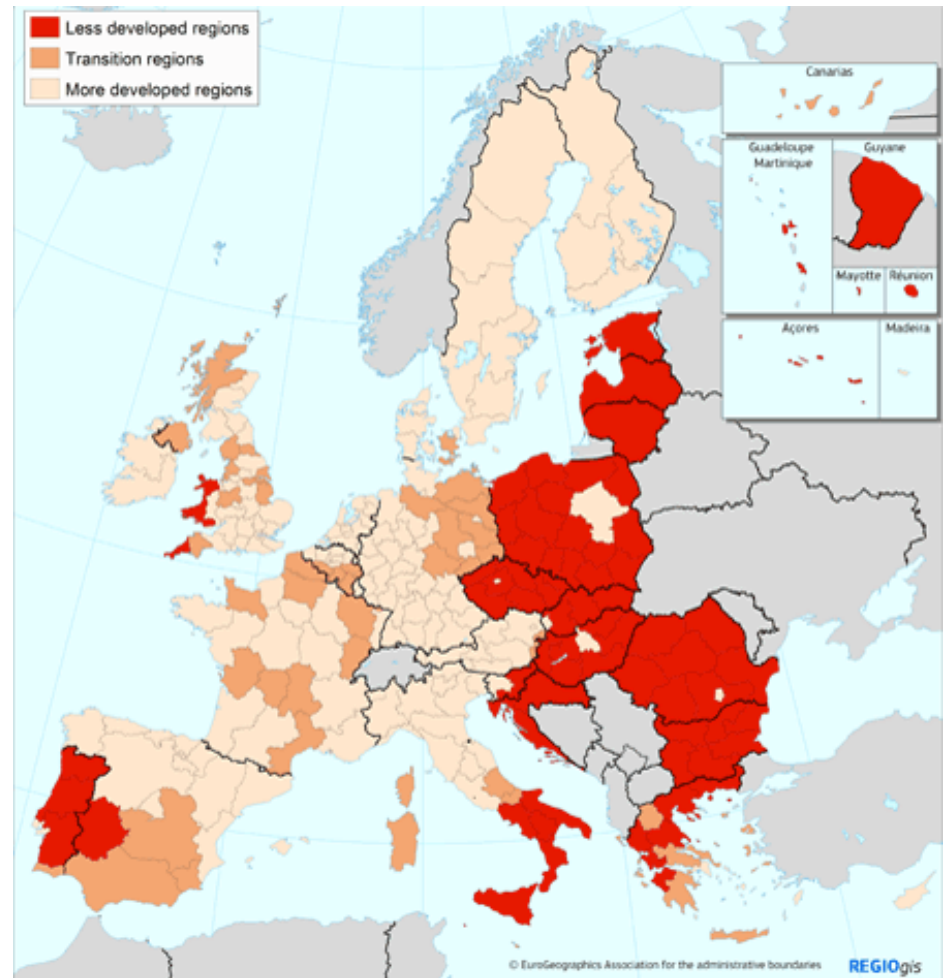 Less developed regions
Transition regions
More developed regions
Canarias
Guadeloupe
Martinique
Guyane
Mayotte
Réunion
Açores
Madeira
© EuroGeographics Association for the administrative boundaries
REGIOgis